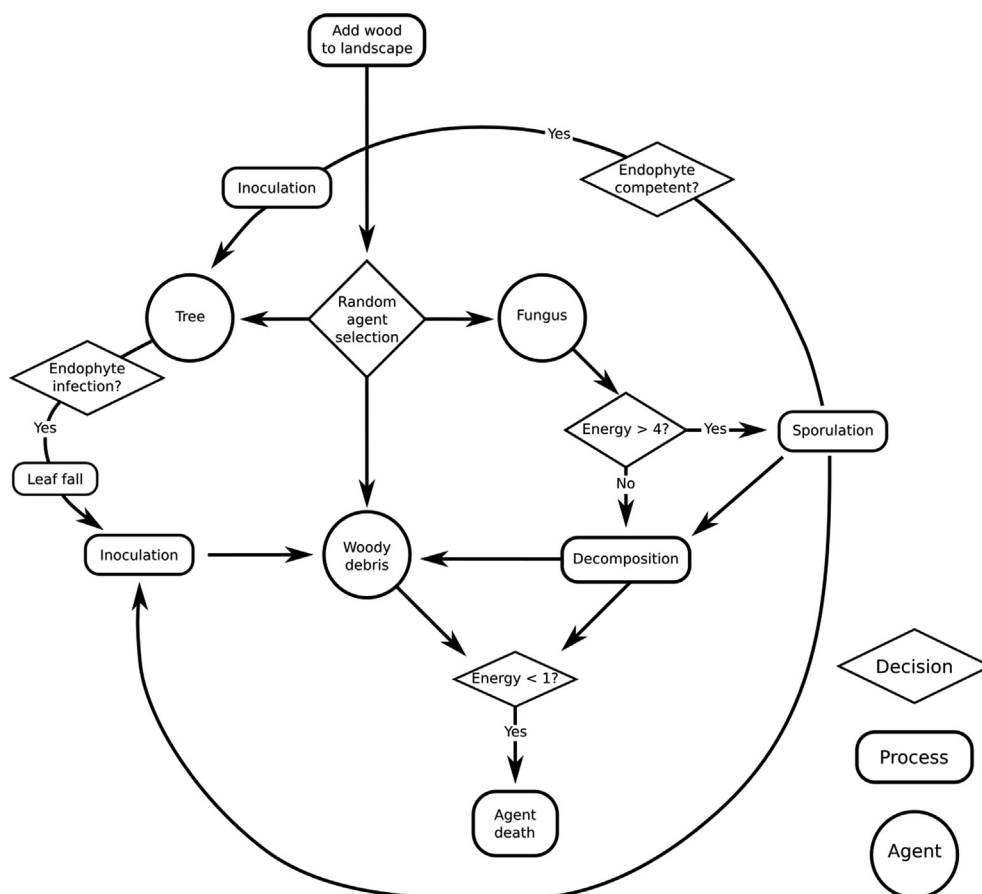 Add wood
to landscape
Yes
Endophyte
competent?
Inoculation
Random
agent
selection
Tree
Fungus
Endophyte
infection?
Energy > 4?
Yes
Sporulation
Yes
Leaf fall
No
Inoculation
Woody
debris
Decomposition
Energy < 1?
Yes
Agent
death
Decision
Process
Agent